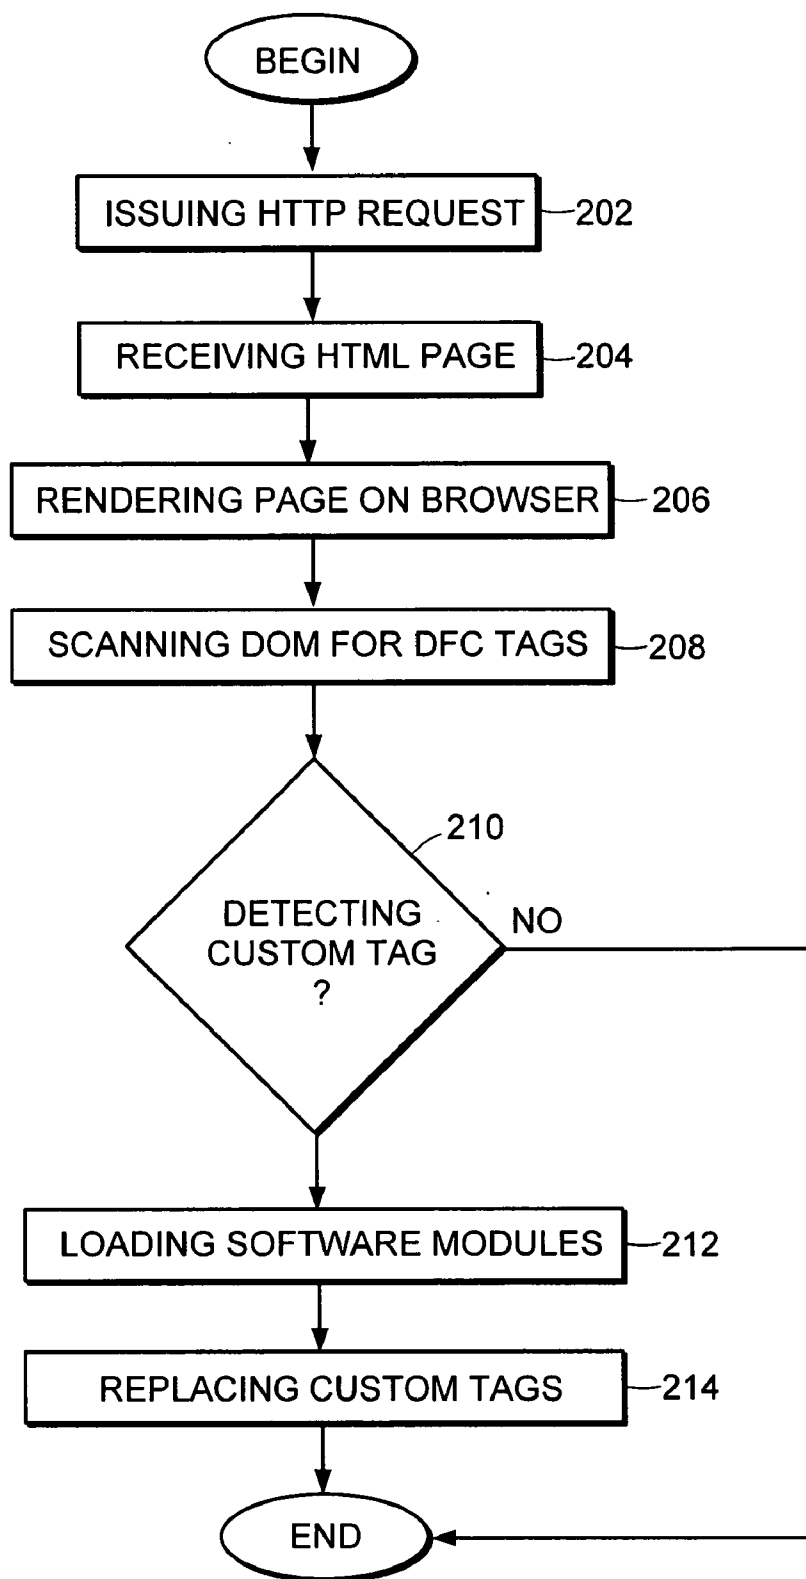 BEGIN
ISSUING HTTP REQUEST
202
RECEIVING HTML PAGE
204
RENDERING PAGE ON BROWSER
206
SCANNING DOM FOR DFC TAGS
208
210
DETECTING
CUSTOM TAG
?
NO
LOADING SOFTWARE MODULES
212
REPLACING CUSTOM TAGS
214
END